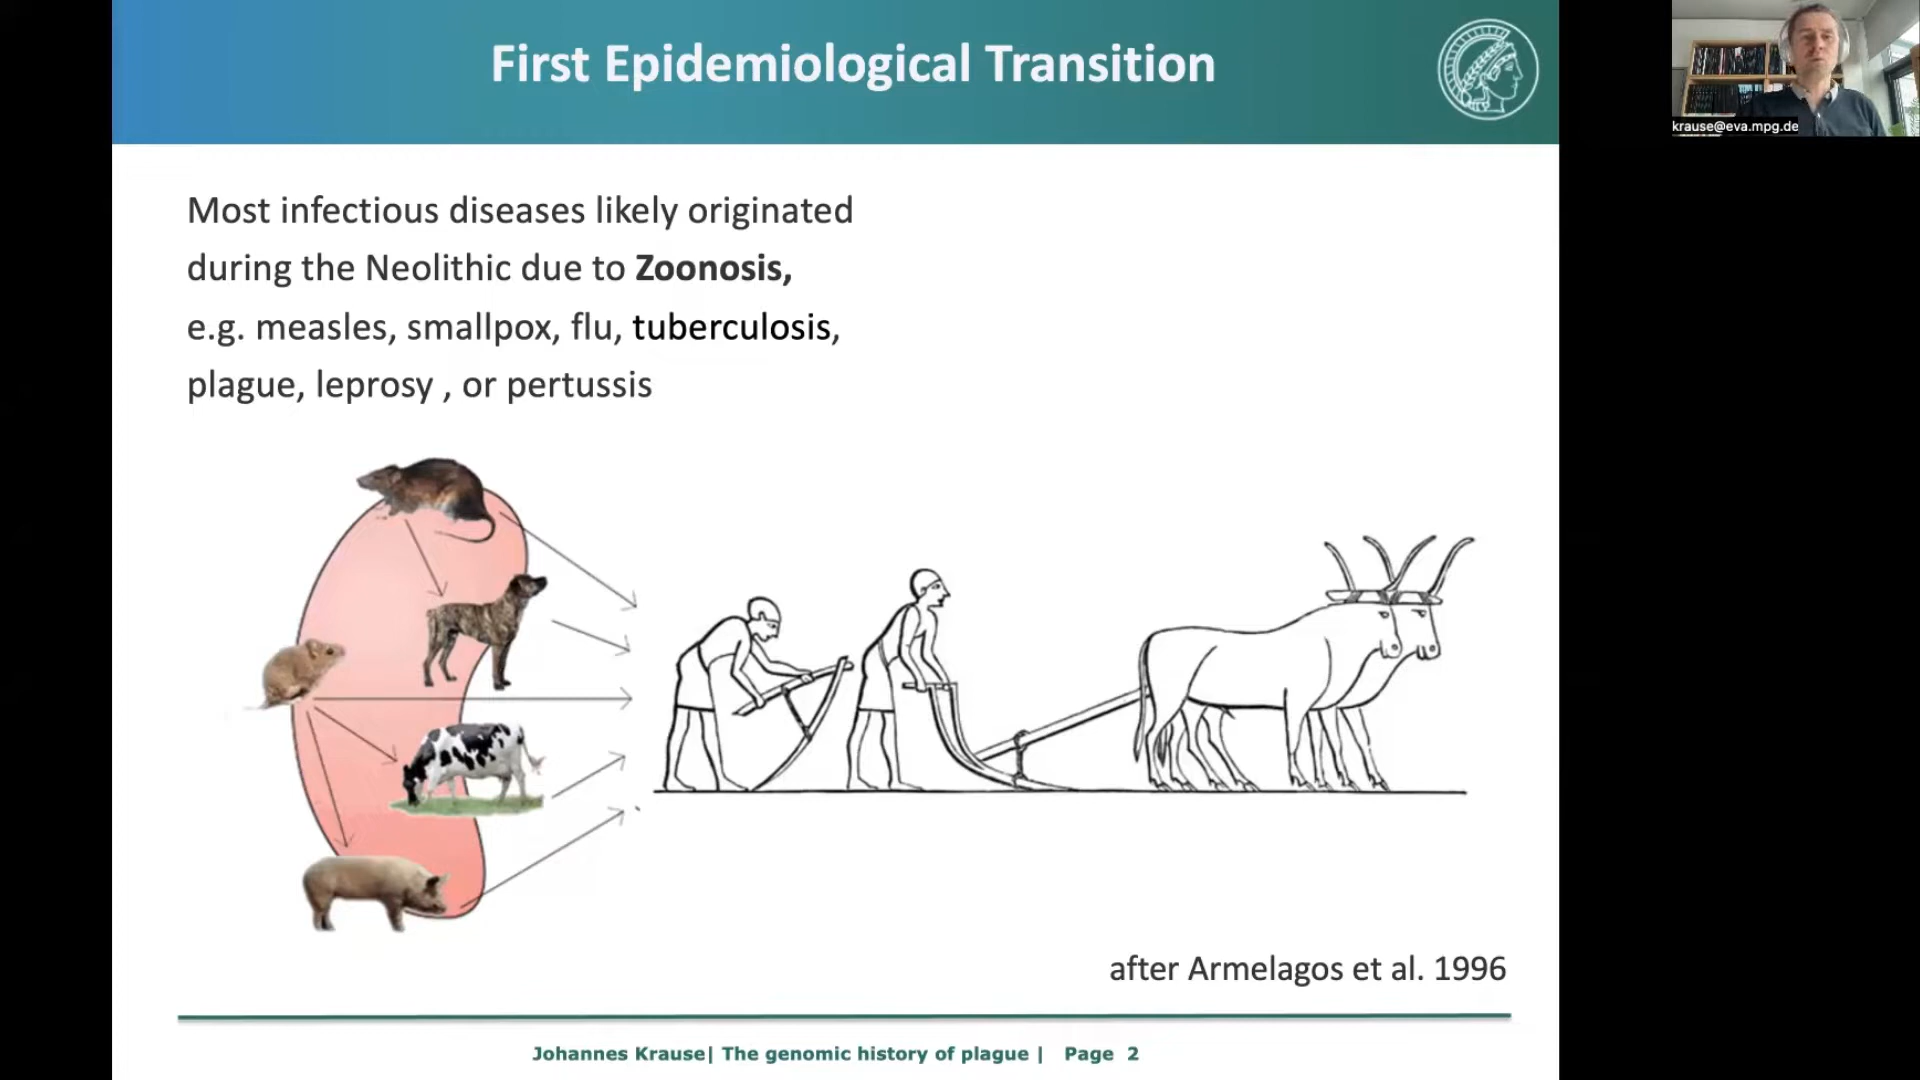 First Epidemiological Transition
krause@eva.mpg.de
Most infectious diseases likely originated
during the Neolithic due to Zoonosis,
e.g. measles, smallpox, flu, tuberculosis,
plague, leprosy , or pertussis
after Armelagos et al. 1996
Johannes Krause| The genomic history of plague | Page 2